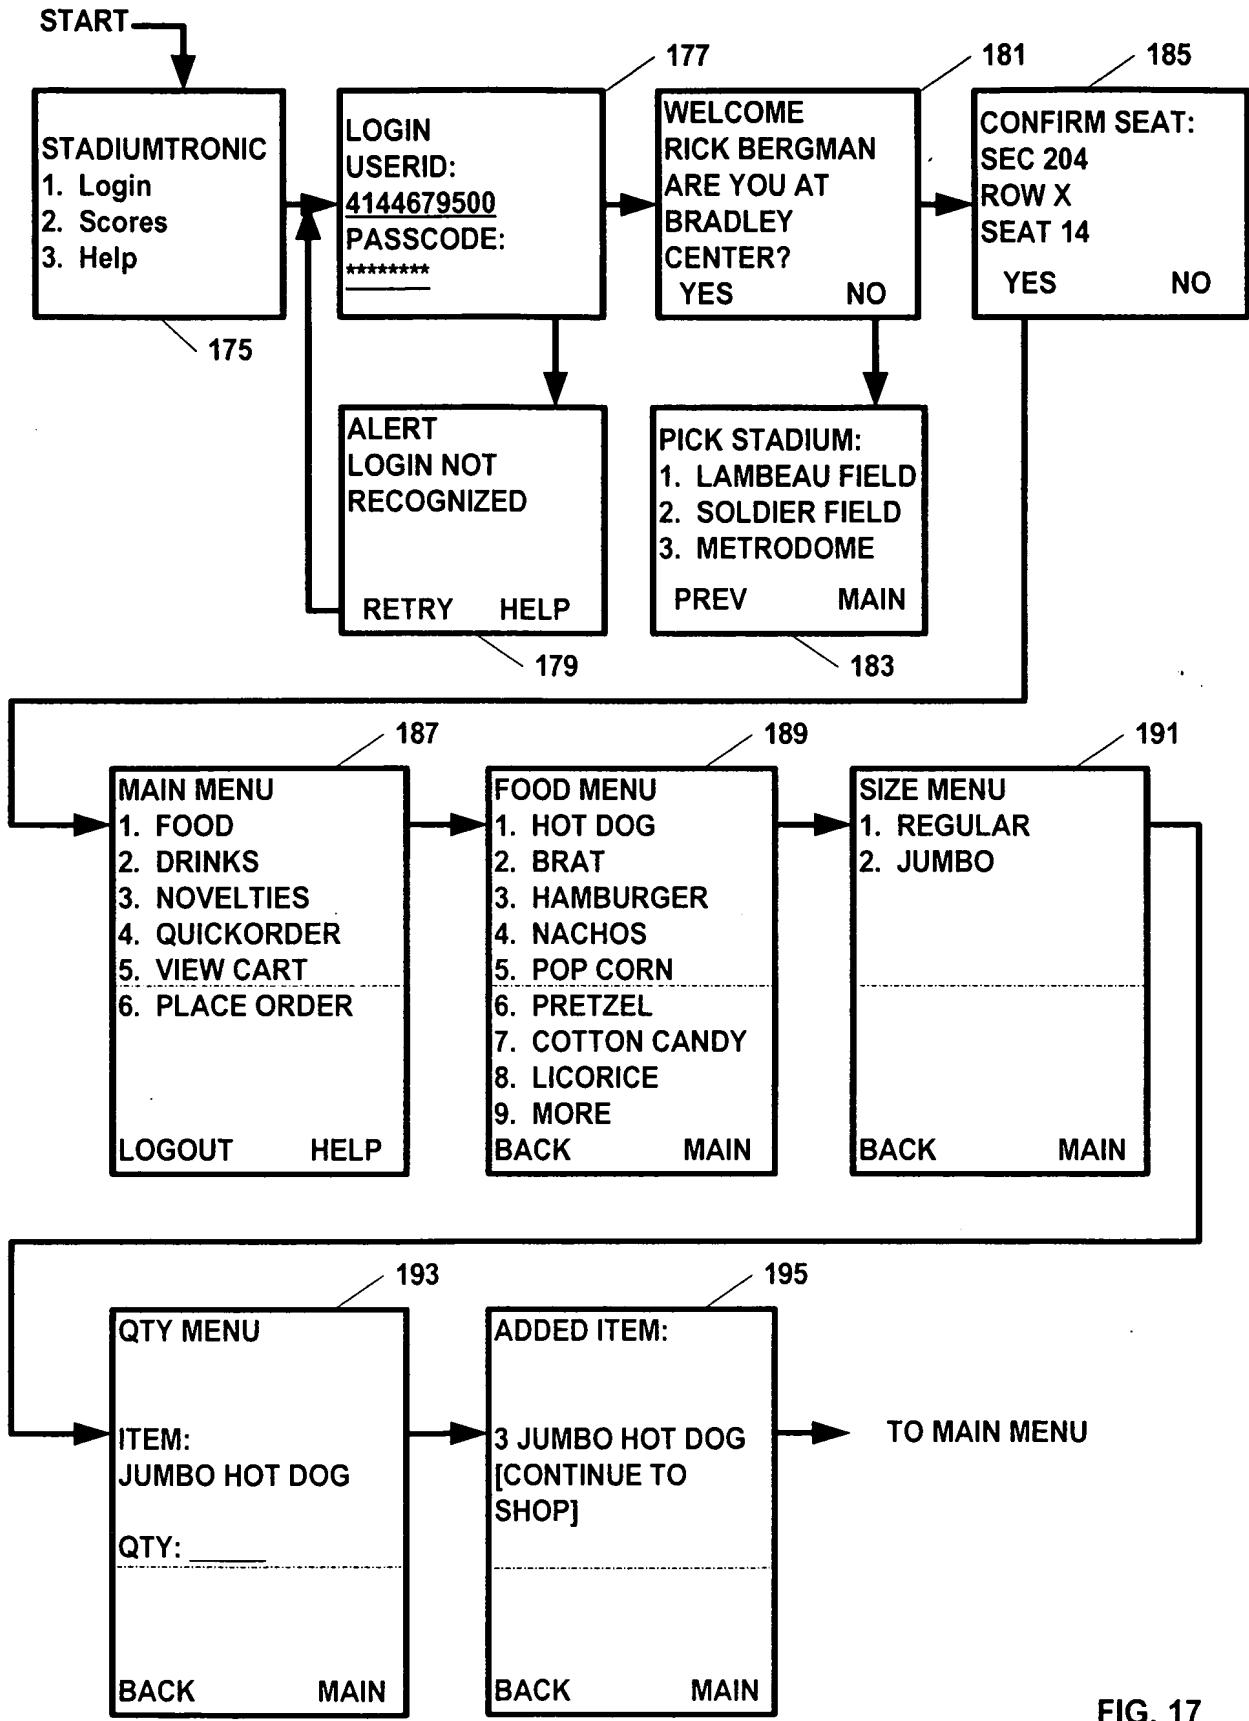 START
177
181
185
STADIUMTRONIC
1. Login
2. Scores
3. Help
175
LOGIN
USERID:
4144679500
PASSCODE:
********
WELCOME
RICK BERGMAN
ARE YOU AT
BRADLEY
CENTER?
YES NO
CONFIRM SEAT:
SEC 204
ROW X
SEAT 14
YES NO
ALERT
LOGIN NOT
RECOGNIZED
RETRY HELP
179
PICK STADIUM:
1. LAMBEAU FIELD
2. SOLDIER FIELD
3. METRODOME
PREV MAIN
183
187
189
191
MAIN MENU
1. FOOD
2. DRINKS
3. NOVELTIES
4. QUICKORDER
5. VIEW CART
6. PLACE ORDER
LOGOUT HELP
FOOD MENU
1. HOT DOG
2. BRAT
3. HAMBURGER
4. NACHOS
5. POP CORN
6. PRETZEL
7. COTTON CANDY
8. LICORICE
9. MORE
BACK MAIN
SIZE MENU
1. REGULAR
2. JUMBO
BACK MAIN
193
195
QTY MENU
ITEM:
JUMBO HOT DOG
QTY: _____
BACK MAIN
ADDED ITEM:
3 JUMBO HOT DOG
[CONTINUE TO
SHOP]
BACK MAIN
TO MAIN MENU
FIG. 17